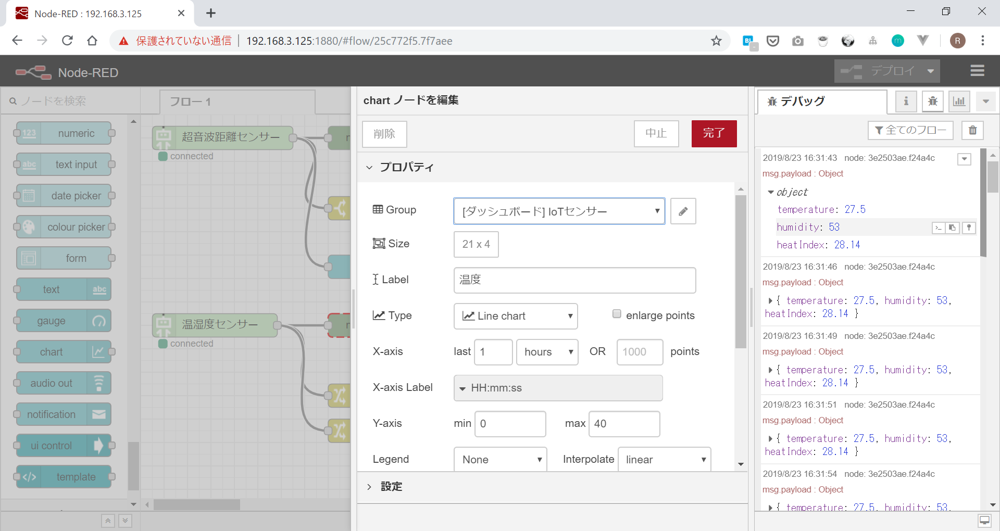 Node-RED : 192.168.3.125
保護されていない通信 192.168.3.125:1880/#flow/25c772f5.7f7aee
R
Node-RED
デプロイ
ノードを検索
フロー 1
123 numeric
abc text input
date picker
colour picker
form
text abc
gauge
chart
audio out
notification
ui control
</> template
超音波距離センサー
connected
温湿度センサー
connected
chart ノードを編集
削除
中止
完了
プロパティ
Group
[ダッシュボード] IoTセンサー
Size
21 x 4
Label
温度
Type
Line chart
enlarge points
X-axis
last 1 hours OR 1000 points
X-axis Label
HH:mm:ss
Y-axis
min 0 max 40
Legend
None
Interpolate linear
設定
デバッグ
i
全てのフロー
2019/8/23 16:31:43 node: 3e2503ae.f24a4c
msg.payload : Object
object
temperature: 27.5
humidity: 53
heatIndex: 28.14
2019/8/23 16:31:46 node: 3e2503ae.f24a4c
msg.payload : Object
{ temperature: 27.5, humidity: 53,
heatIndex: 28.14 }
2019/8/23 16:31:49 node: 3e2503ae.f24a4c
msg.payload : Object
{ temperature: 27.5, humidity: 53,
heatIndex: 28.14 }
2019/8/23 16:31:51 node: 3e2503ae.f24a4c
msg.payload : Object
{ temperature: 27.5, humidity: 53,
heatIndex: 28.14 }
2019/8/23 16:31:54 node: 3e2503ae.f24a4c
msg.payload : Object
{ temperature: 27.5, humidity: 53,